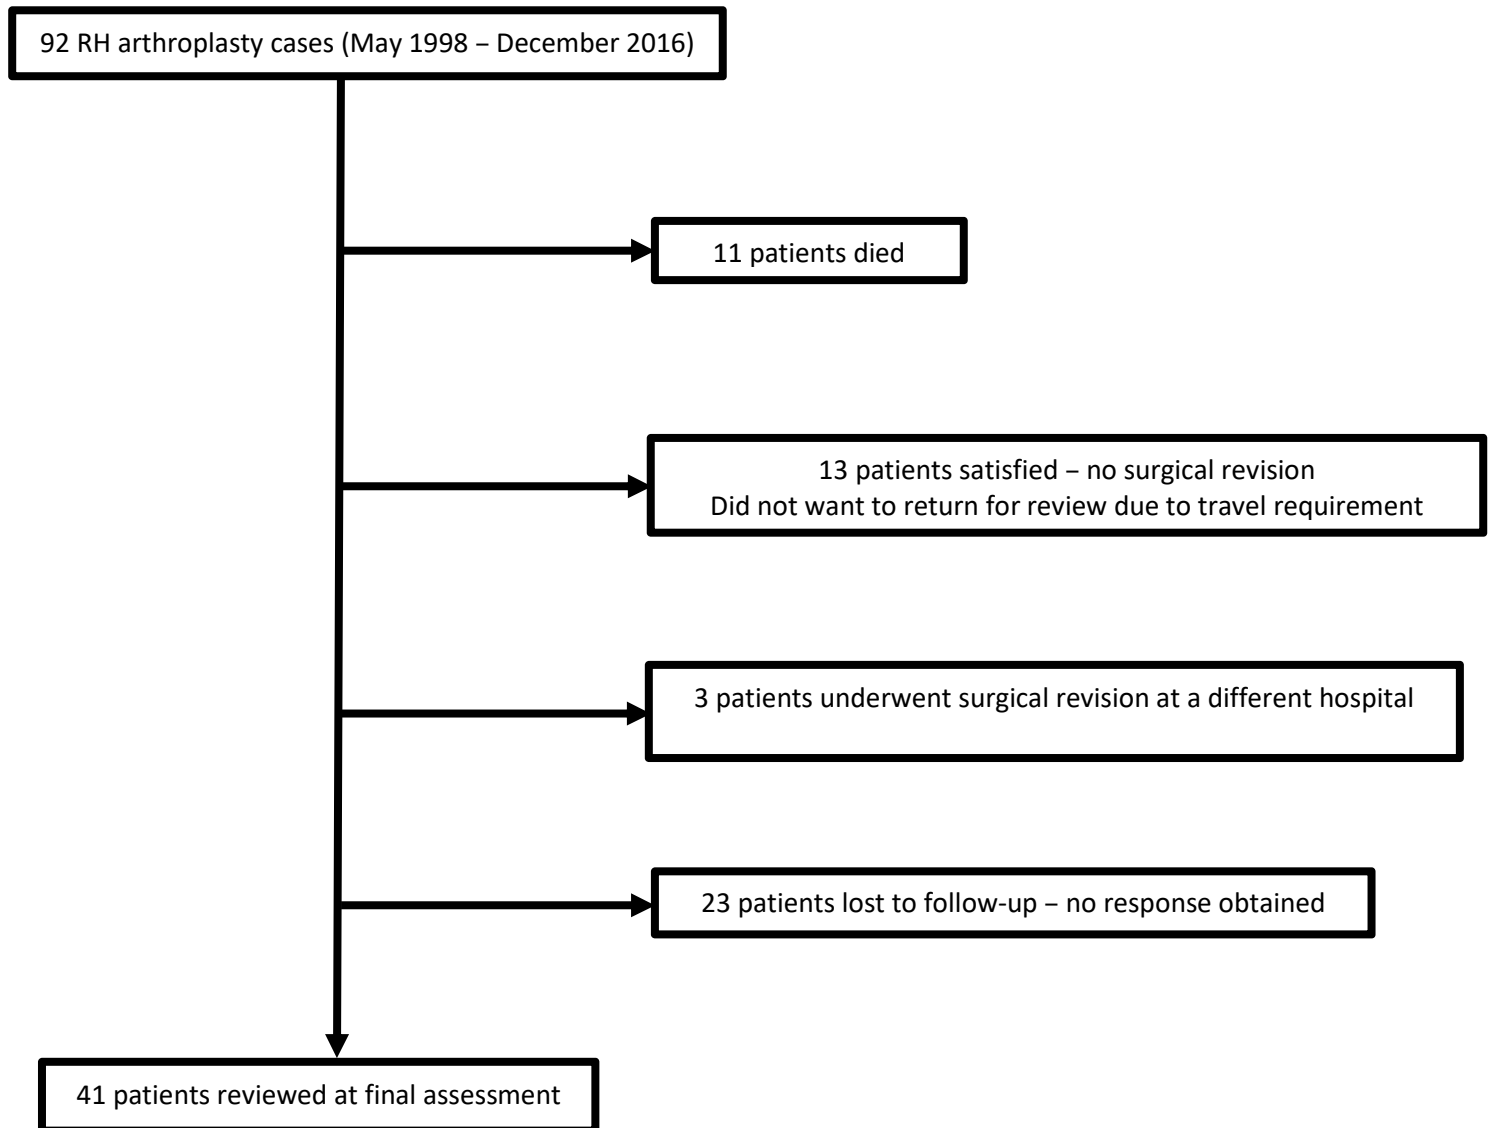 92 RH arthroplasty cases (May 1998 – December 2016)
11 patients died
13 patients satisfied – no surgical revision
Did not want to return for review due to travel requirement
3 patients underwent surgical revision at a different hospital
23 patients lost to follow-up – no response obtained
41 patients reviewed at final assessment